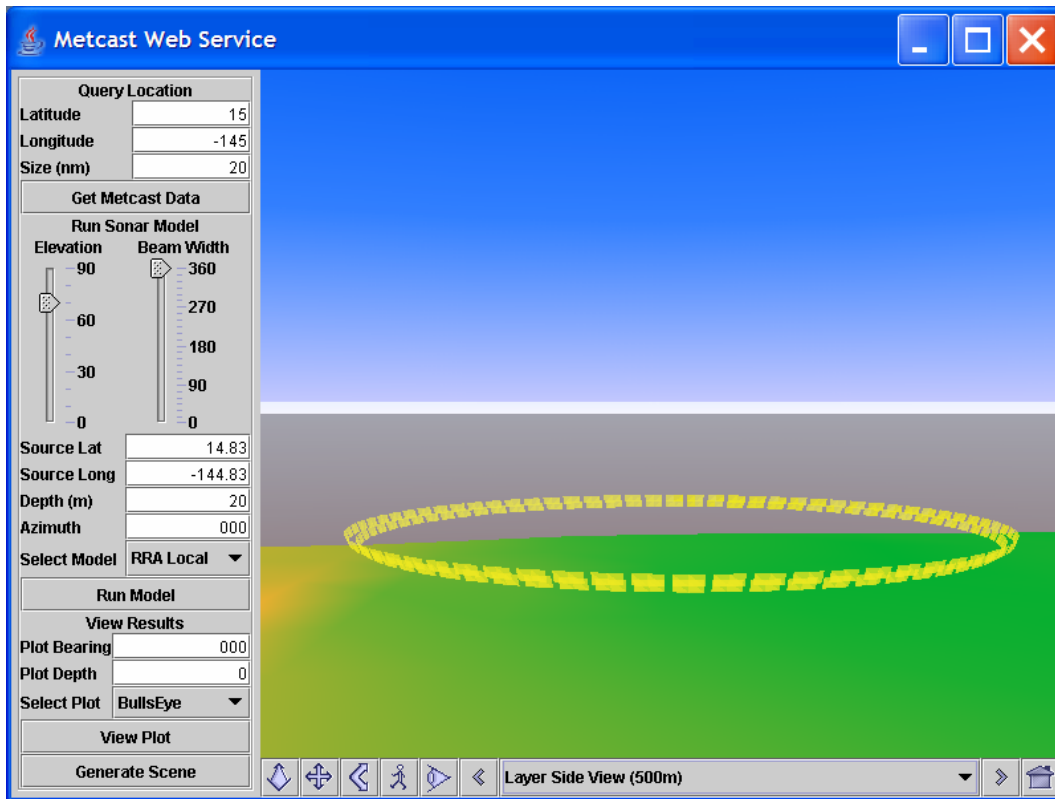 Metcast Web Service
Query Location
Latitude 15
Longitude -145
Size (nm) 20
Get Metcast Data
Run Sonar Model
Elevation Beam Width
90 360
270
60
180
30
90
0 0
Source Lat 14.83
Source Long -144.83
Depth (m) 20
Azimuth 000
Select Model RRA Local
Run Model
View Results
Plot Bearing 000
Plot Depth 0
Select Plot BullsEye
View Plot
Generate Scene
Layer Side View (500m)